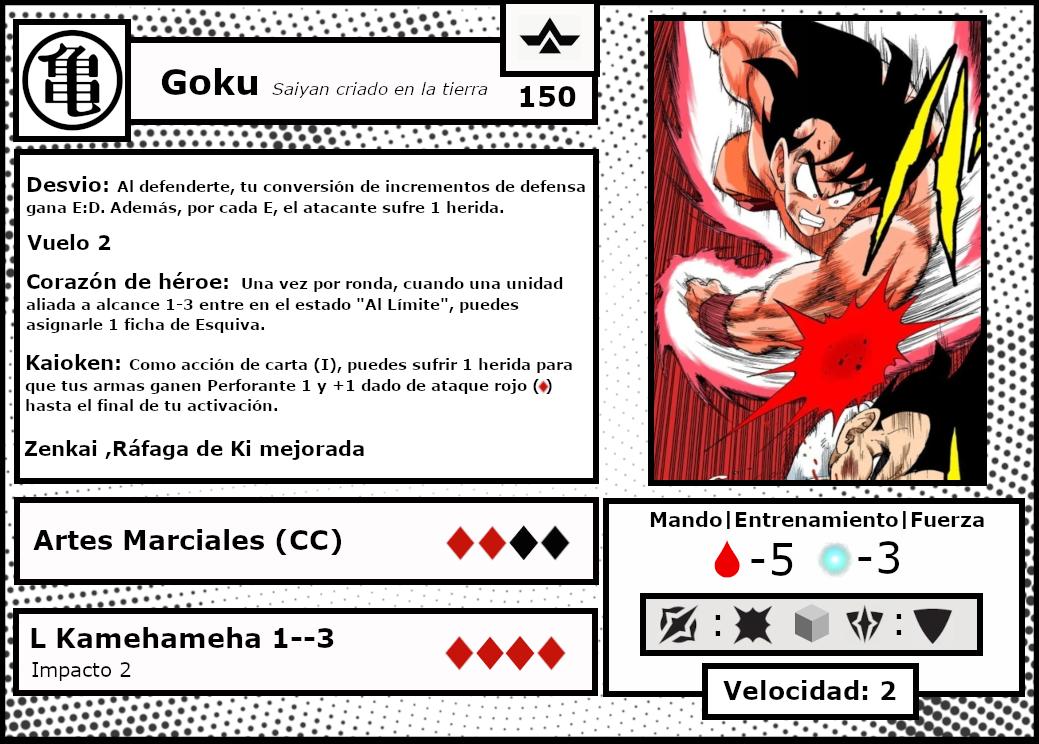 亀
Goku Saiyan criado en la tierra
150
Desvio: Al defenderte, tu conversión de incrementos de defensa
gana E:D. Además, por cada E, el atacante sufre 1 herida.
Vuelo 2
Corazón de héroe: Una vez por ronda, cuando una unidad
aliada a alcance 1-3 entre en el estado "Al Límite", puedes
asignarle 1 ficha de Esquiva.
Kaioken: Como acción de carta (I), puedes sufrir 1 herida para
que tus armas ganen Perforante 1 y +1 dado de ataque rojo (♦)
hasta el final de tu activación.
Zenkai ,Ráfaga de Ki mejorada
Artes Marciales (CC)
L Kamehameha 1--3
Impacto 2
Mando|Entrenamiento|Fuerza
-5 -3
: :
Velocidad: 2